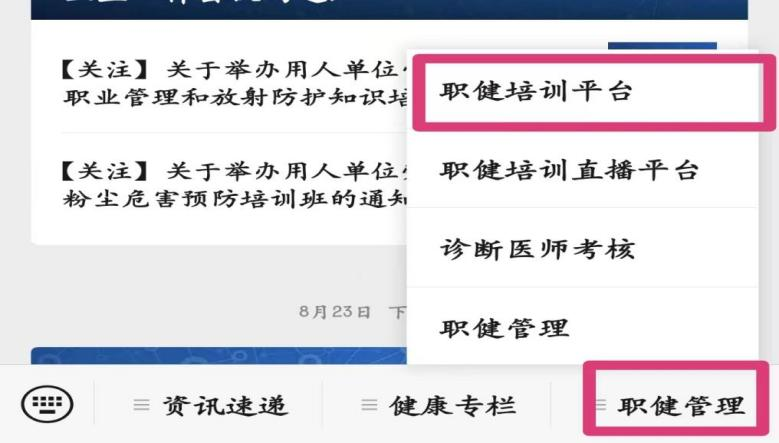 【关注】关于举办用人单位
职业管理和放射防护知识培
【关注】关于举办用人单位
粉尘危害预防培训班的通知
8月23日 下
职健培训平台
职健培训直播平台
诊断医师考核
职健管理
资讯速递
健康专栏
职健管理